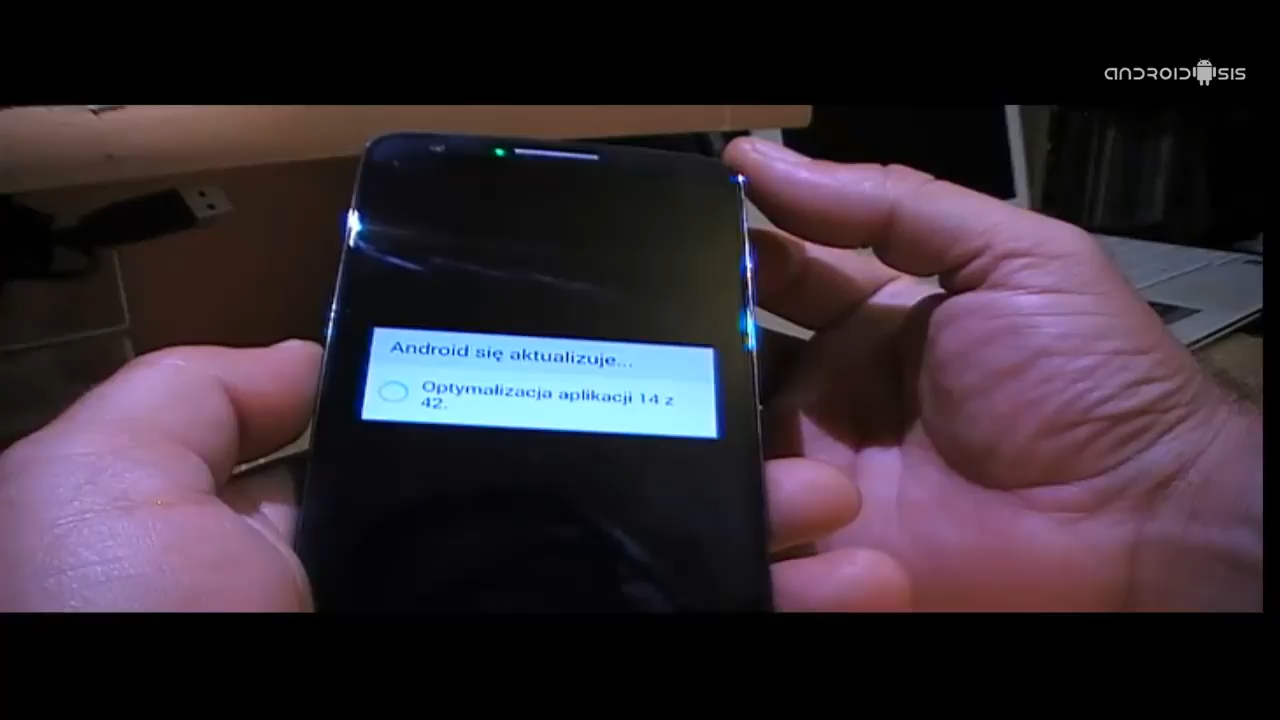 ANDROIDSIS
Android się aktualizuje...
Optymalizacja aplikacji 14 z
42.